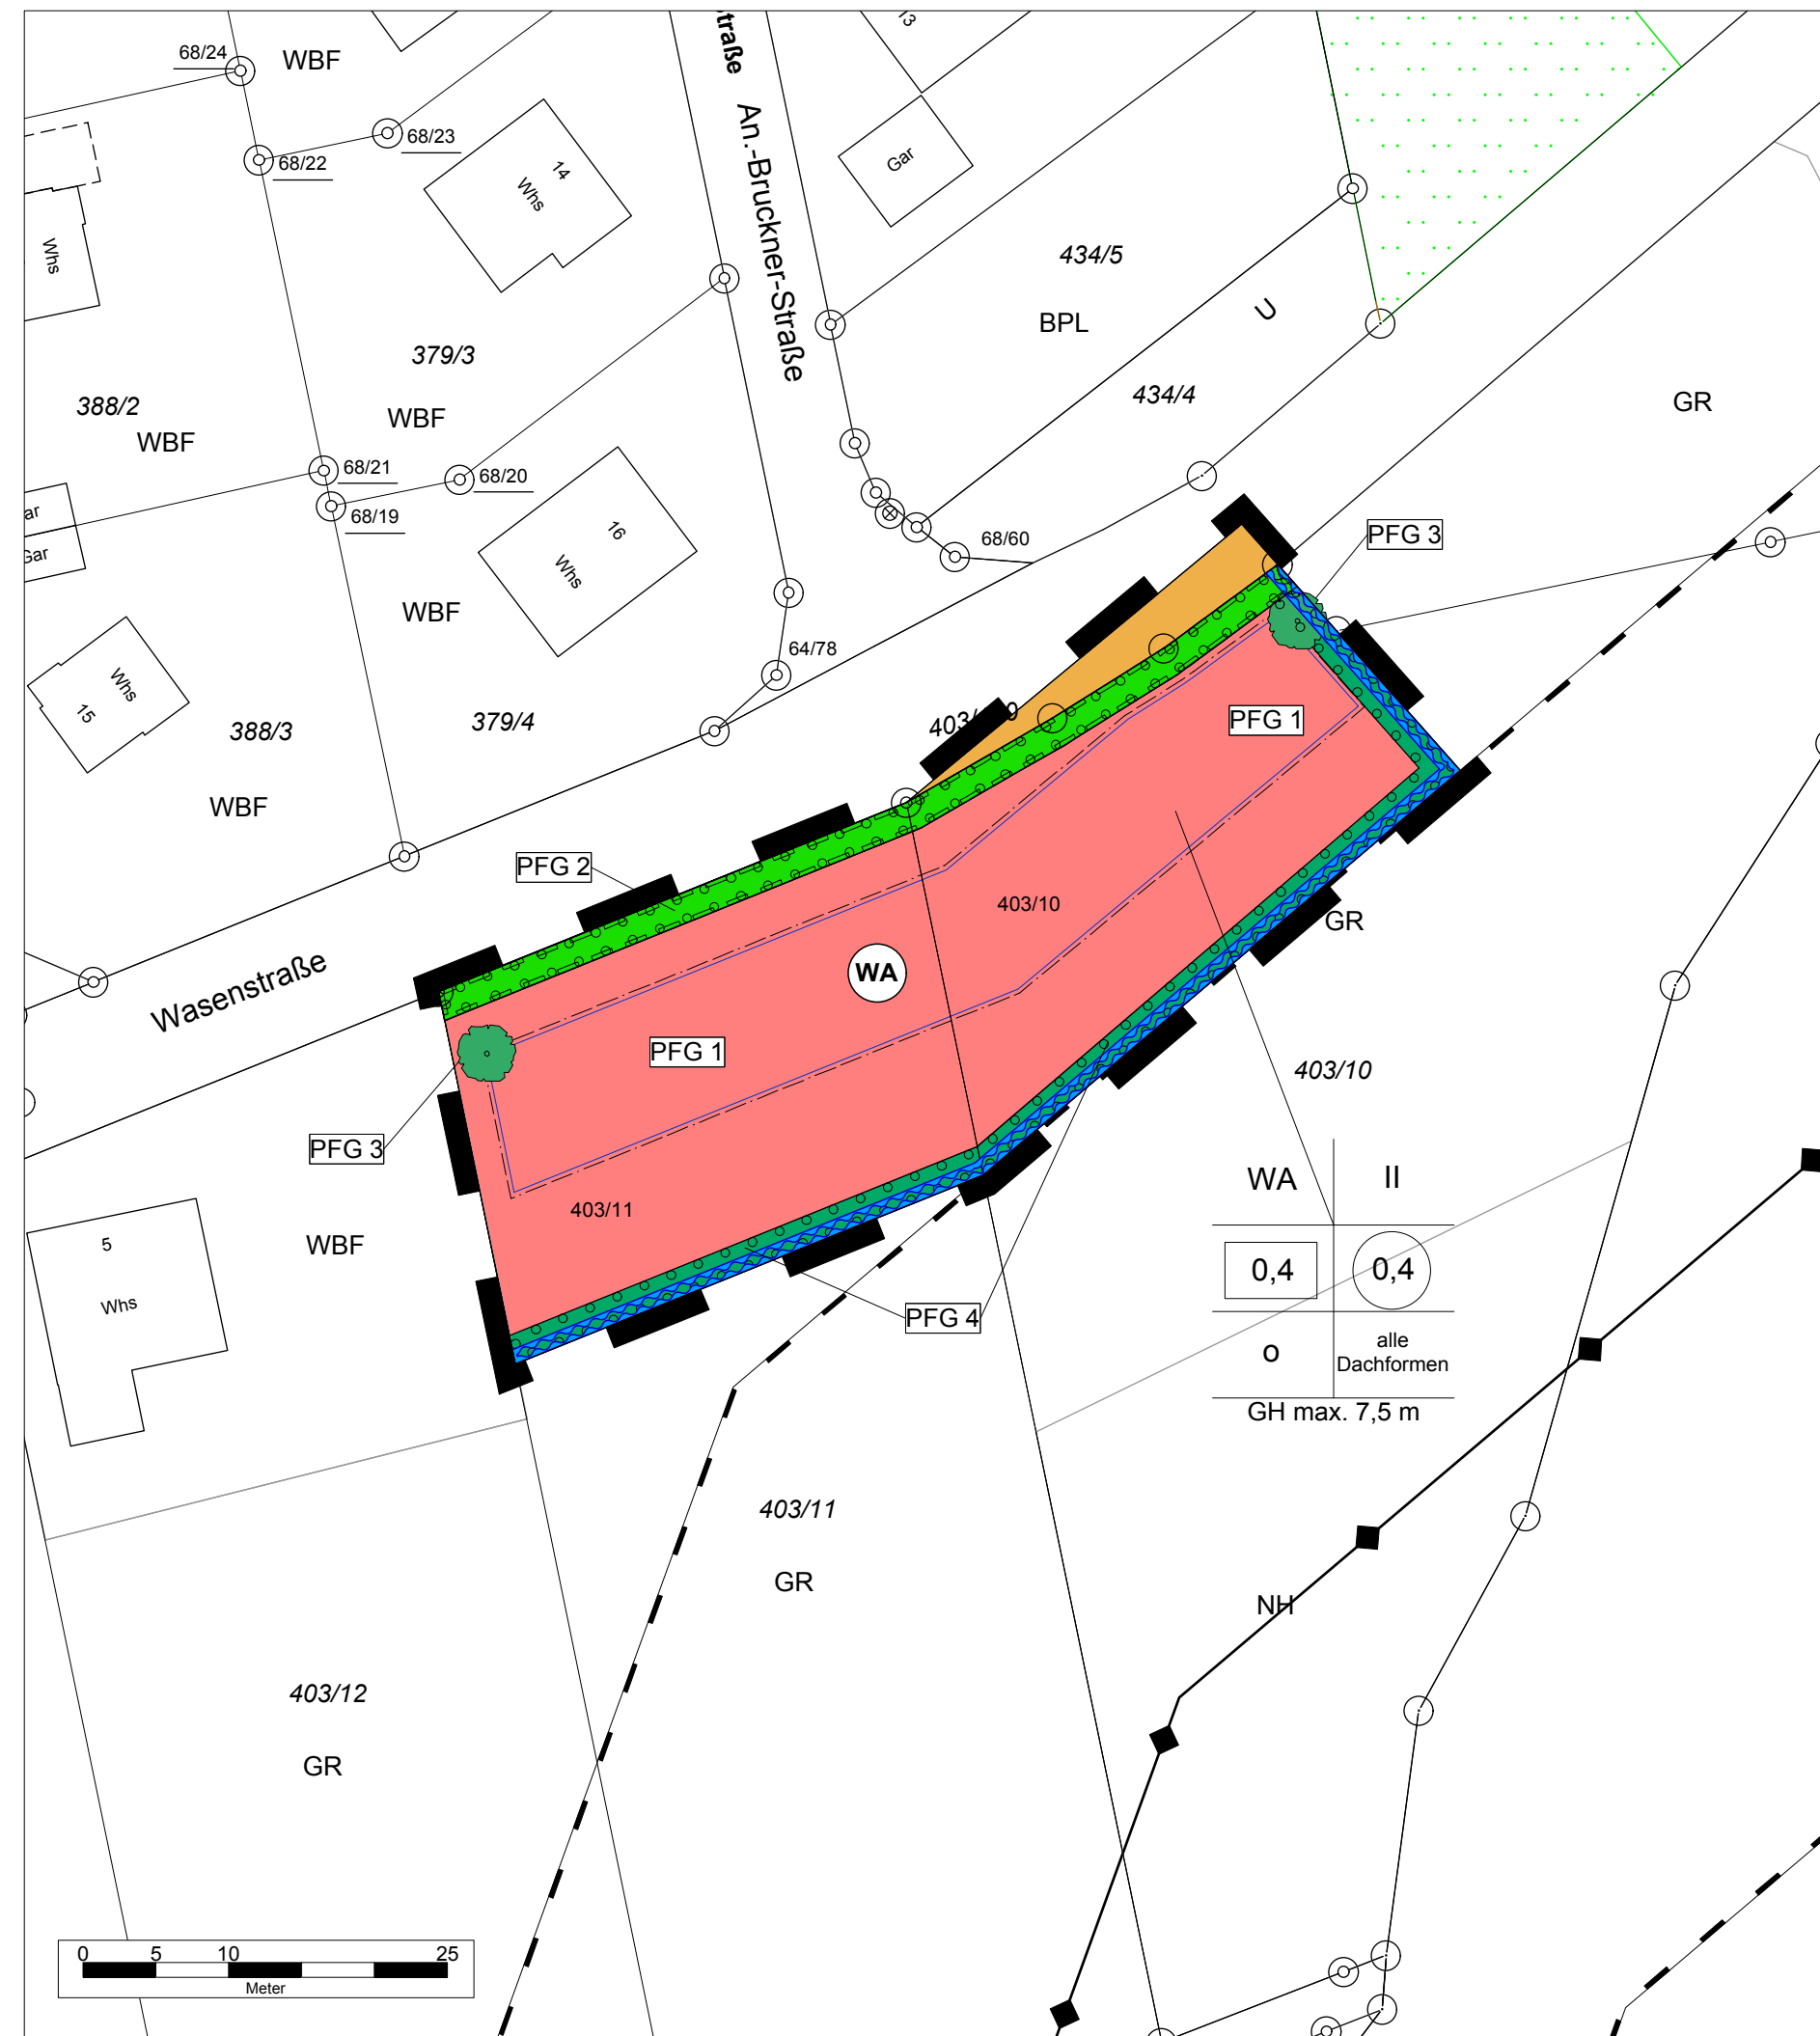 68/24
WBF
traße An.-Bruckner-Straße
13
68/23
68/22
14
Whs
Gar
Whs
434/5
BPL
U
379/3
434/4
388/2
WBF
WBF
GR
68/21
68/20
68/19
ar
Gar
16
Whs
68/60
PFG 3
WBF
64/78
Whs
15
388/3
379/4
PFG 1
WBF
PFG 2
403/10
GR
WA
Wasenstraße
PFG 1
403/10
PFG 3
WA II
403/11
5
WBF
0,4 0,4
Whs
PFG 4
o alle
Dachformen
GH max. 7,5 m
403/11
GR
NH
403/12
GR
0 5 10 25
Meter